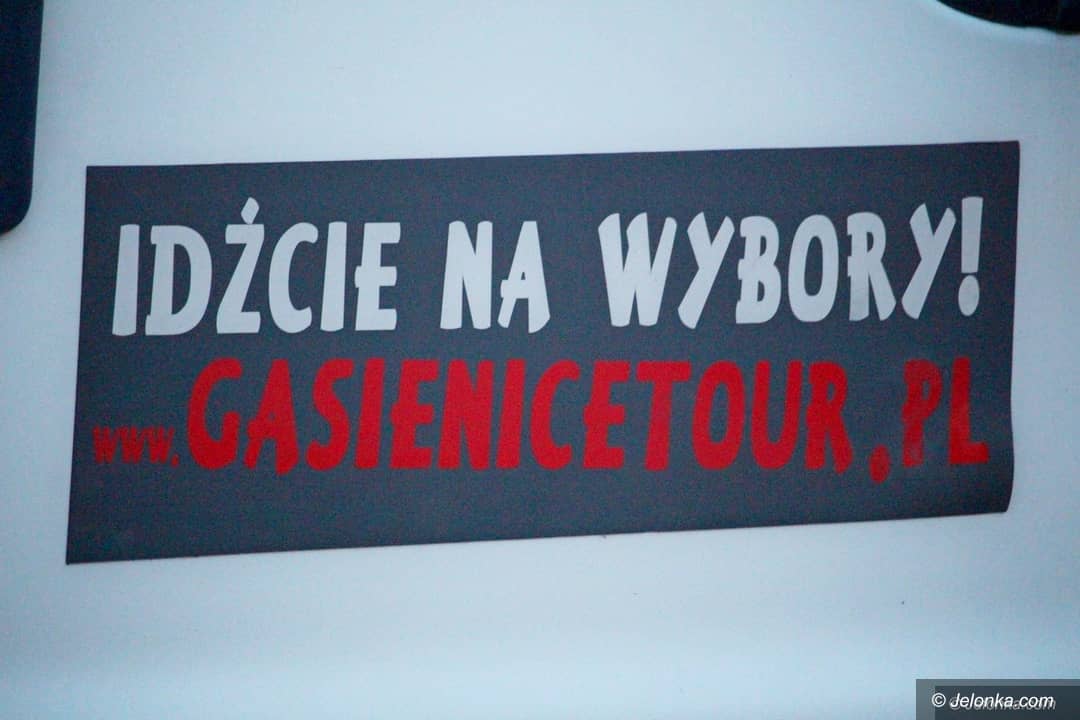 IDŹCIE NA WYBORY!
www.GASIENICETOUR.PL
© Jelonka.com